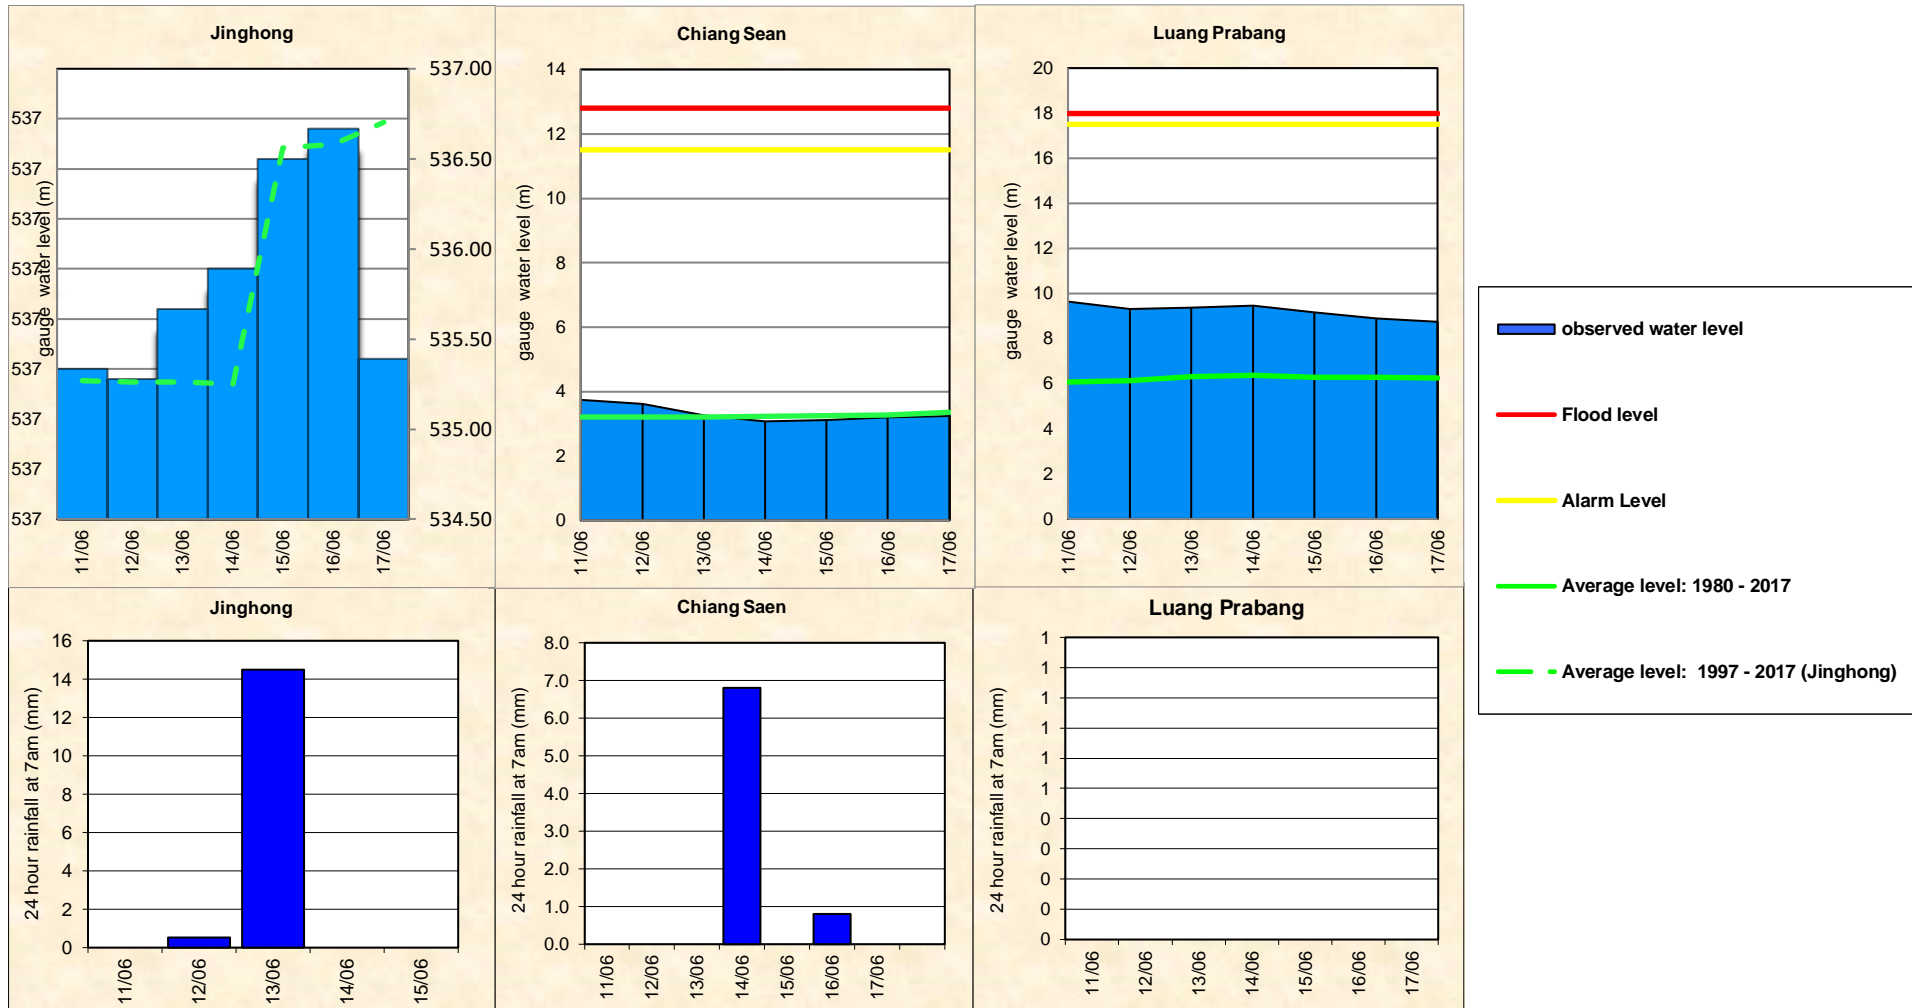 Jinghong
gauge water level (m)
537
537
537
537
537
537
537
537
537
537.00
536.50
536.00
535.50
535.00
534.50
11/06 12/06 13/06 14/06 15/06 16/06 17/06
Chiang Sean
gauge water level (m)
14
12
10
8
6
4
2
0
11/06 12/06 13/06 14/06 15/06 16/06 17/06
Luang Prabang
gauge water level (m)
20
18
16
14
12
10
8
6
4
2
0
11/06 12/06 13/06 14/06 15/06 16/06 17/06
observed water level
Flood level
Alarm Level
Average level: 1980 - 2017
Average level: 1997 - 2017 (Jinghong)
Jinghong
24 hour rainfall at 7am (mm)
16
14
12
10
8
6
4
2
0
11/06 12/06 13/06 14/06 15/06
Chiang Saen
24 hour rainfall at 7am (mm)
8.0
7.0
6.0
5.0
4.0
3.0
2.0
1.0
0.0
11/06 12/06 13/06 14/06 15/06 16/06 17/06
Luang Prabang
24 hour rainfall at 7am (mm)
1
1
1
1
1
1
0
0
0
0
0
11/06 12/06 13/06 14/06 15/06 16/06 17/06